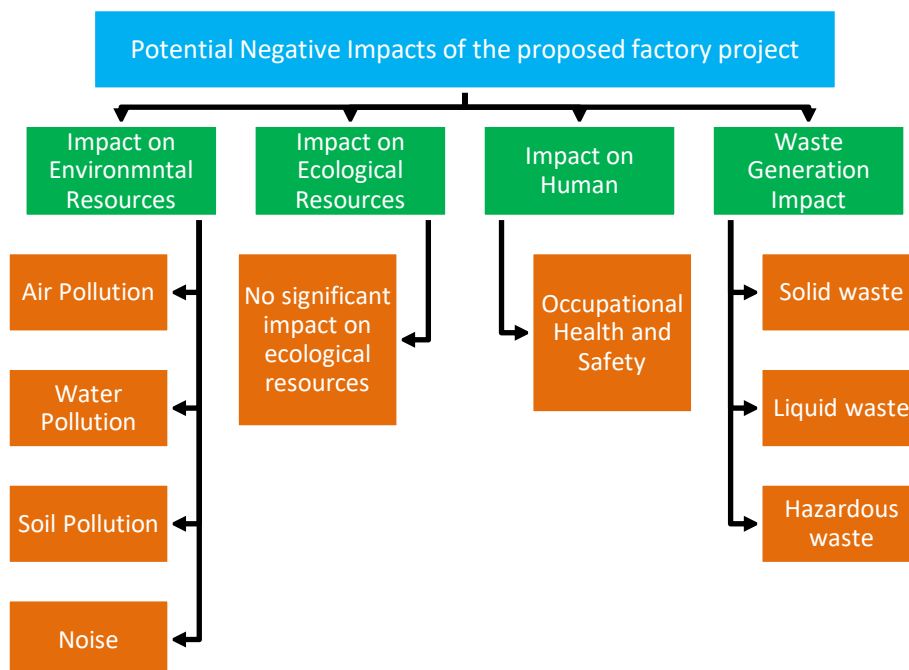 Potential Negative Impacts of the proposed factory project
Impact on
Environmntal
Resources
Impact on
Ecological
Resources
Impact on
Human
Waste
Generation
Impact
Air Pollution
Water
Pollution
Soil Pollution
Noise
No significant
impact on
ecological
resources
Occupational
Health and
Safety
Solid waste
Liquid waste
Hazardous
waste